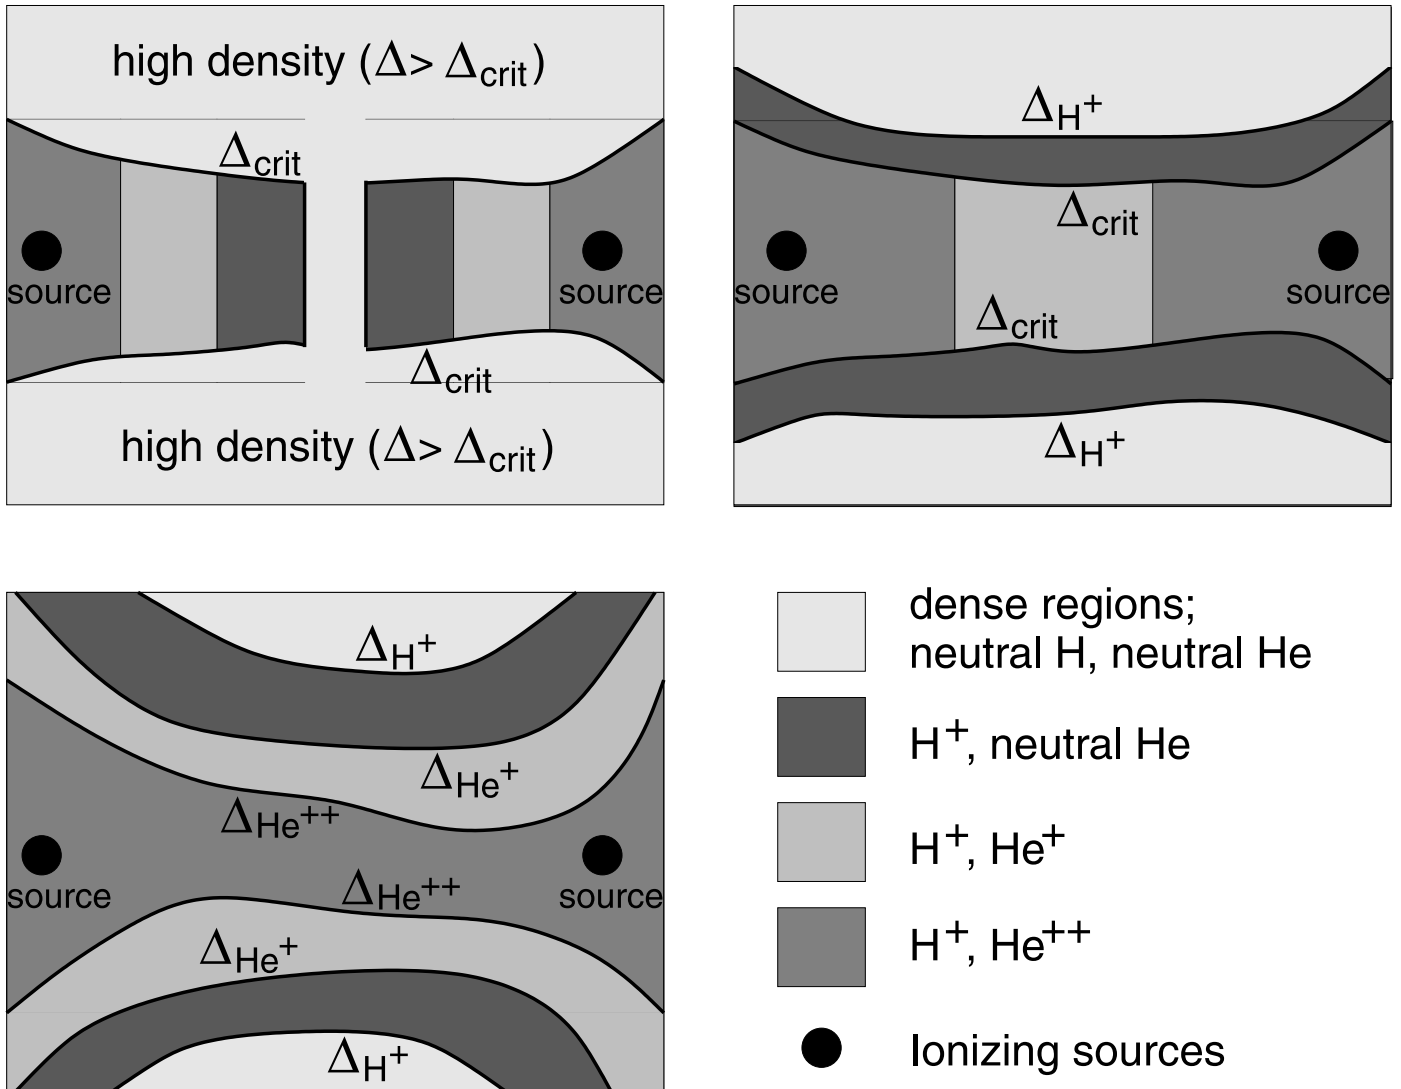 high density (Δ> Δcrit)
Δcrit
source
source
Δcrit
high density (Δ> Δcrit)
ΔH+
Δcrit
source
source
Δcrit
ΔH+
ΔH+
ΔHe+
ΔHe++
source
source
ΔHe++
ΔHe+
ΔH+
dense regions;
neutral H, neutral He
H+, neutral He
H+, He+
H+, He++
Ionizing sources